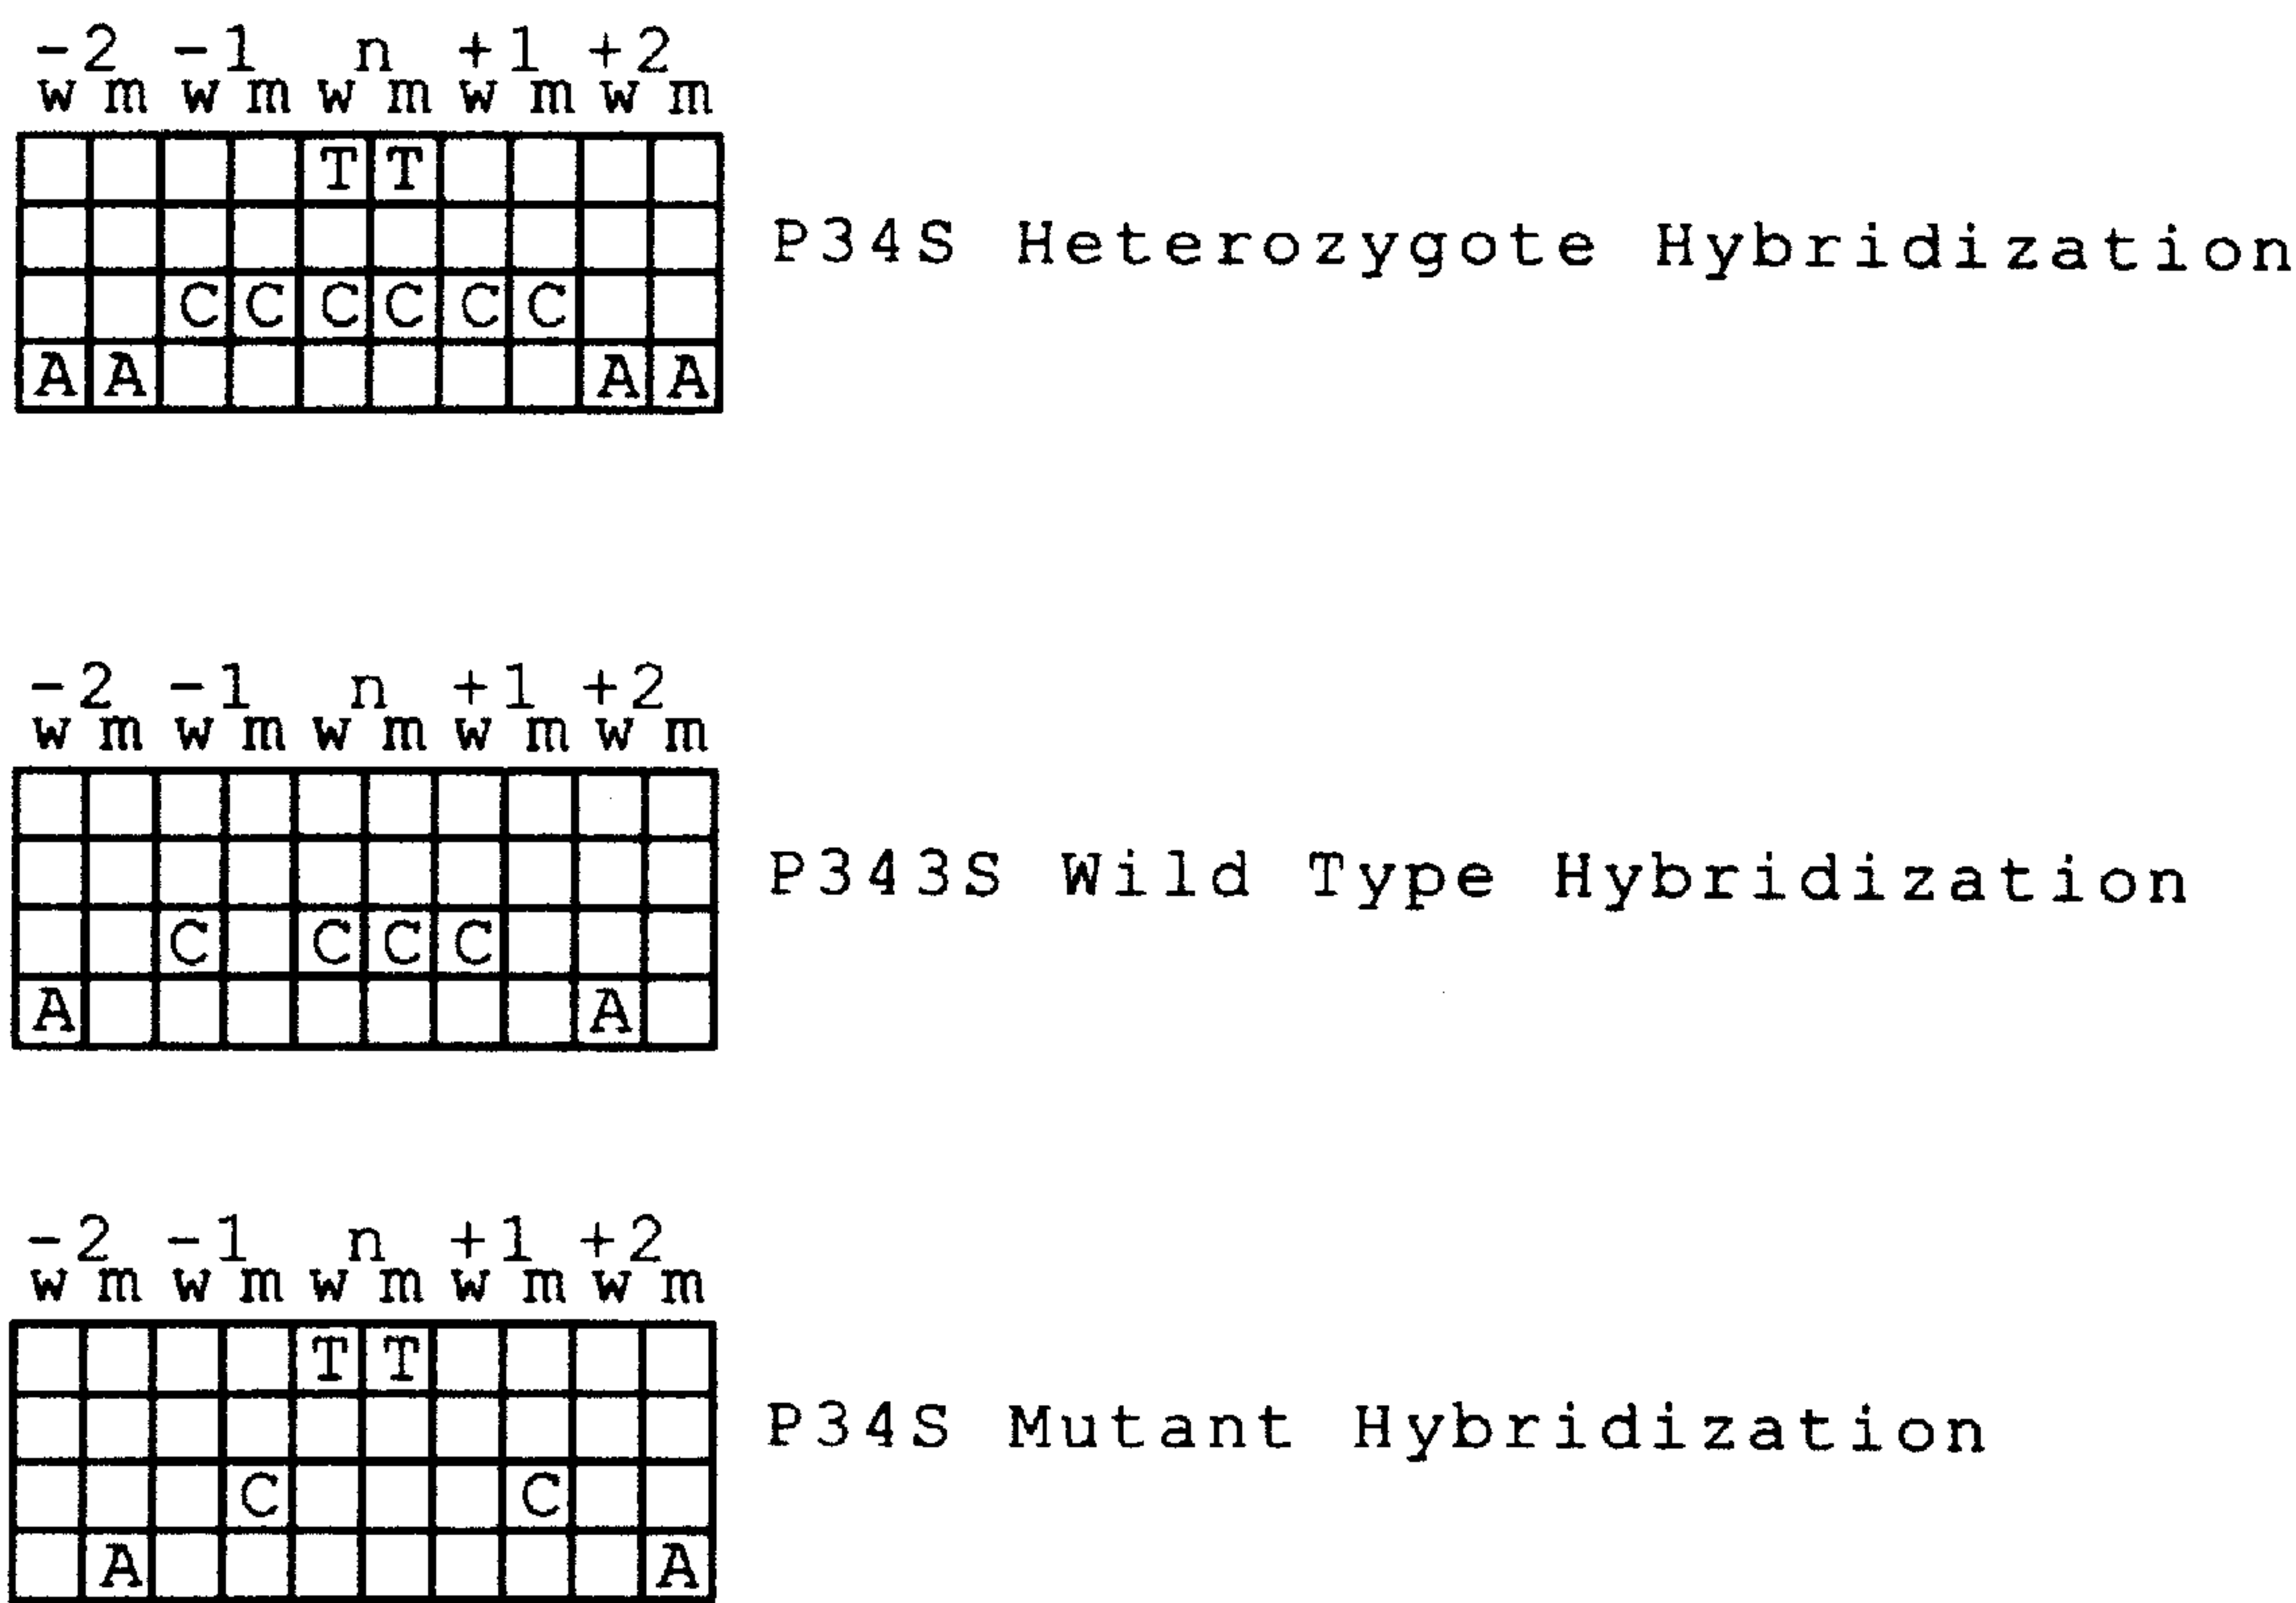 -2 -1 n +1 +2
w m w m w m w m w m
T T
P34S Heterozygote Hybridization
C C C C C C
A A A A
-2 -1 n +1 +2
w m w m w m w m w m
P343S Wild Type Hybridization
C C C C
A A
-2 -1 n +1 +2
w m w m w m w m w m
T T
P34S Mutant Hybridization
C C
A A